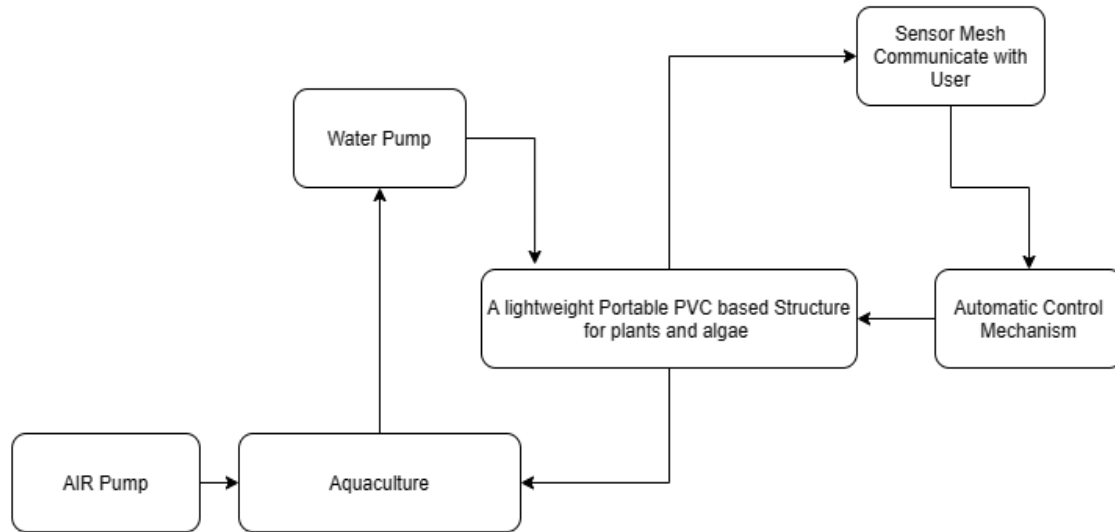 Sensor Mesh
Communicate with
User
Water Pump
A lightweight Portable PVC based Structure
for plants and algae
Automatic Control
Mechanism
AIR Pump
Aquaculture